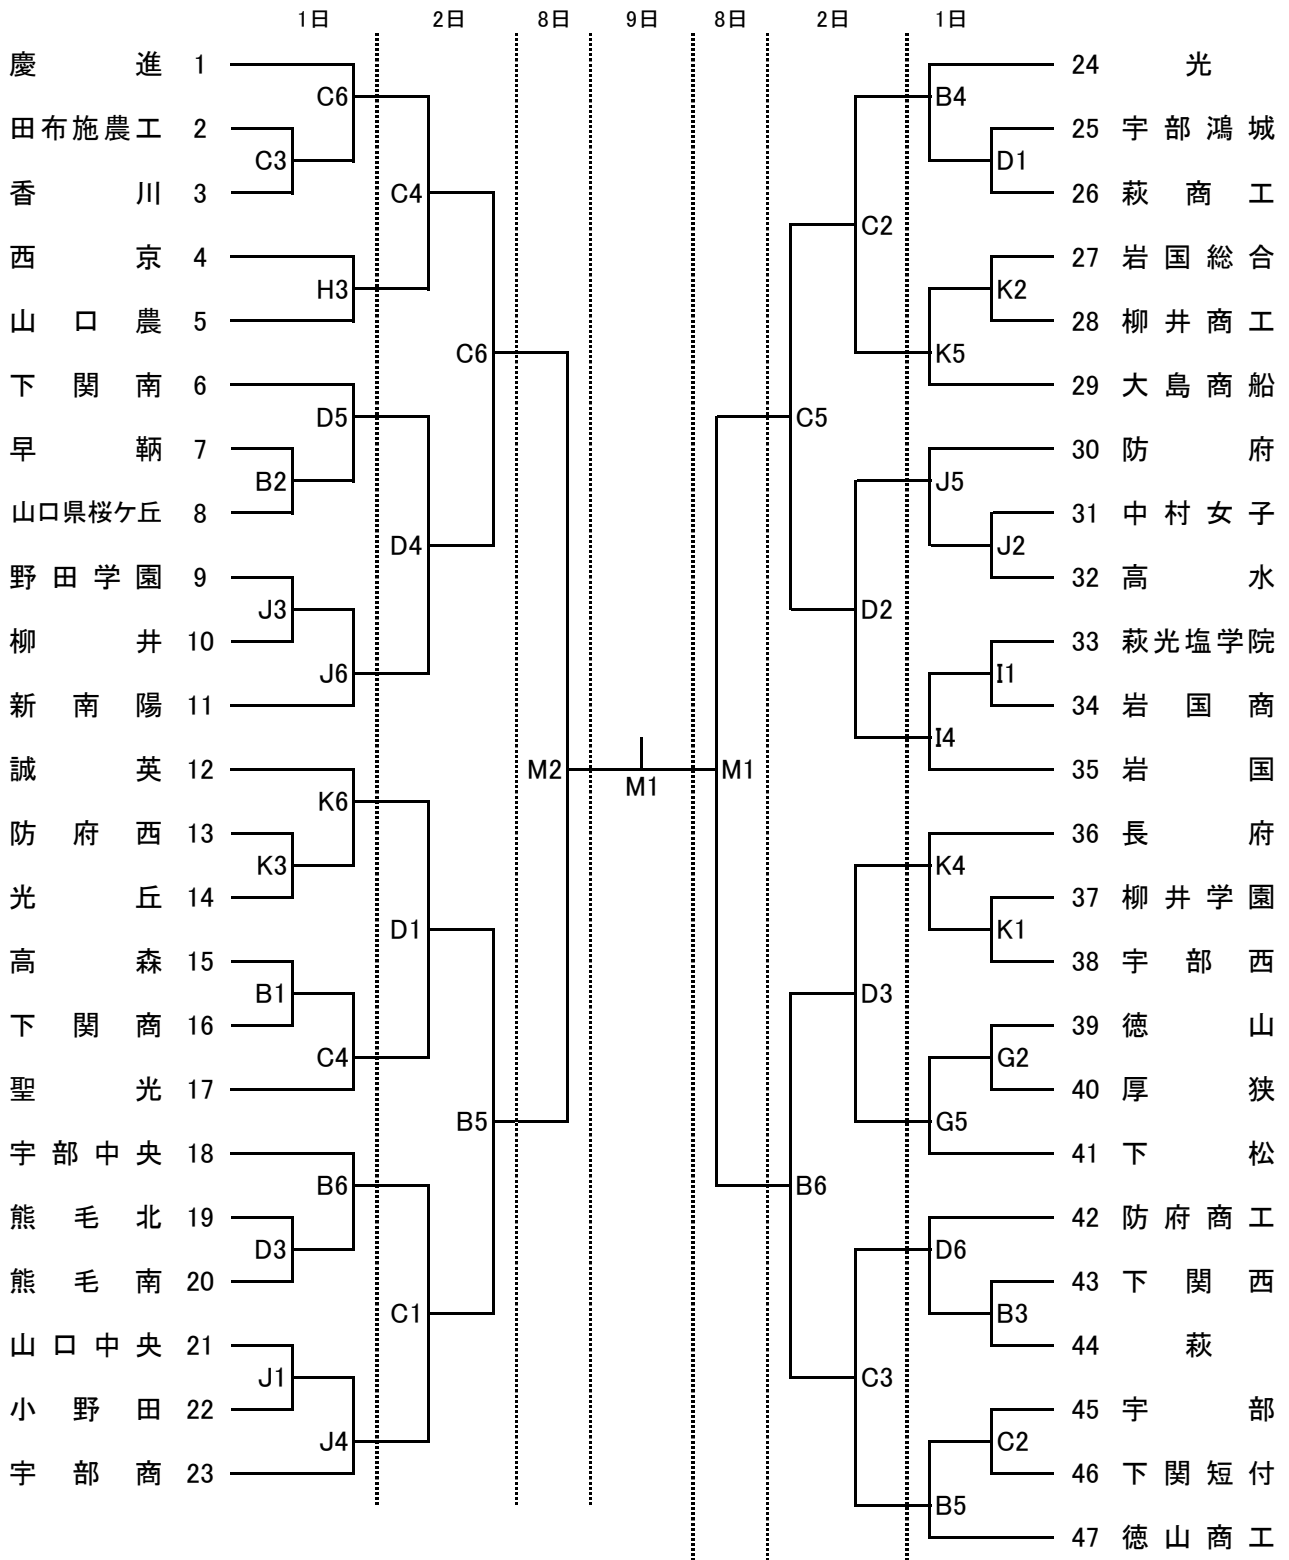 1日 2日 8日 9日 8日 2日 1日
慶進 1
C6
田布施農工 2
C3
香川 3
C4
西京 4
H3
山口農 5
C6
下関南 6
D5
早鞆 7
B2
山口県桜ケ丘 8
D4
野田学園 9
J3
柳井 10
J6
新南陽 11
誠英 12
M2
K6
防府西 13
K3
光丘 14
D1
高森 15
B1
下関商 16
C4
聖光 17
B5
宇部中央 18
B6
熊毛北 19
D3
熊毛南 20
C1
山口中央 21
J1
小野田 22
J4
宇部商 23
M1
24 光
B4
25 宇部鴻城
D1
26 萩商工
C2
27 岩国総合
K2
28 柳井商工
K5
29 大島商船
C5
30 防府
J5
31 中村女子
J2
32 高水
D2
33 萩光塩学院
I1
34 岩国商
I4
35 岩国
M1
36 長府
K4
37 柳井学園
K1
38 宇部西
D3
39 徳山
G2
40 厚狭
G5
41 下松
B6
42 防府商工
D6
43 下関西
B3
44 萩
C3
45 宇部
C2
46 下関短付
B5
47 徳山商工